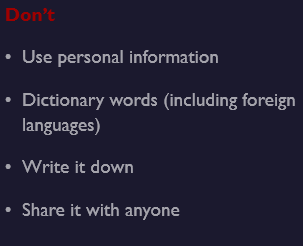 Don't
• Use personal information
• Dictionary words (including foreign
languages)
• Write it down
• Share it with anyone